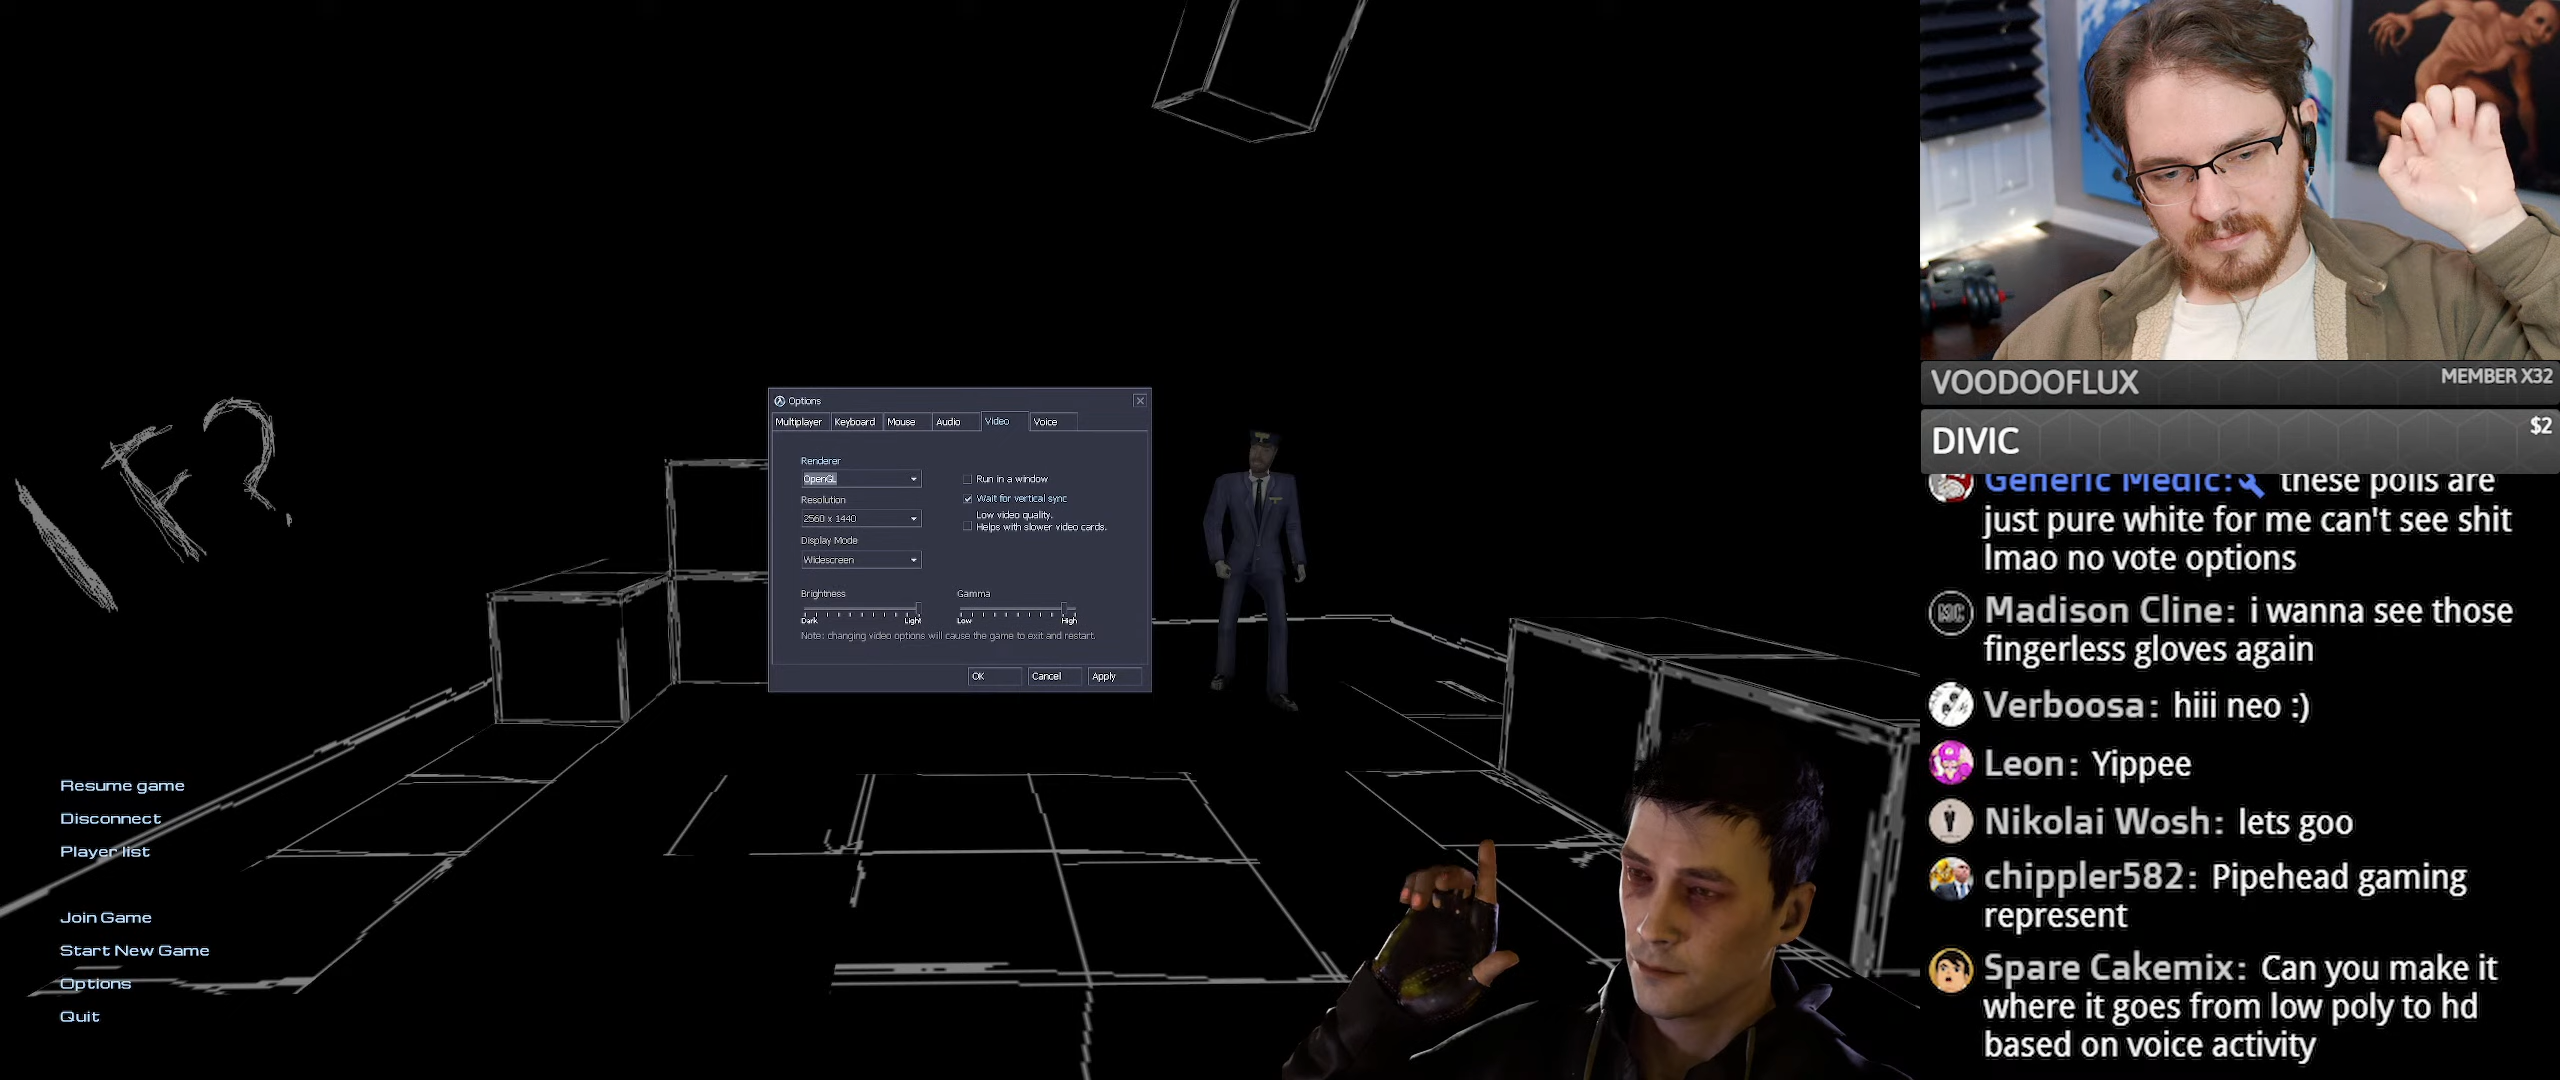 I F?
Options
Multiplayer Keyboard Mouse Audio Video Voice
Renderer
OpenGL
Run in a window
Resolution
Wait for vertical sync
2560 x 1440
Low video quality.
Helps with slower video cards.
Display Mode
Widescreen
Brightness
Gamma
Dark Light
Low High
Note: changing video options will cause the game to exit and restart.
OK Cancel Apply
Resume game
Disconnect
Player list
Join Game
Start New Game
Options
Quit
VOODOOFLUX MEMBER X32
DIVIC $2
Generic Medic: these polls are
just pure white for me can't see shit
lmao no vote options
Madison Cline: i wanna see those
fingerless gloves again
Verboosa: hiii neo :)
Leon: Yippee
Nikolai Wosh: lets goo
chippler582: Pipehead gaming
represent
Spare Cakemix: Can you make it
where it goes from low poly to hd
based on voice activity